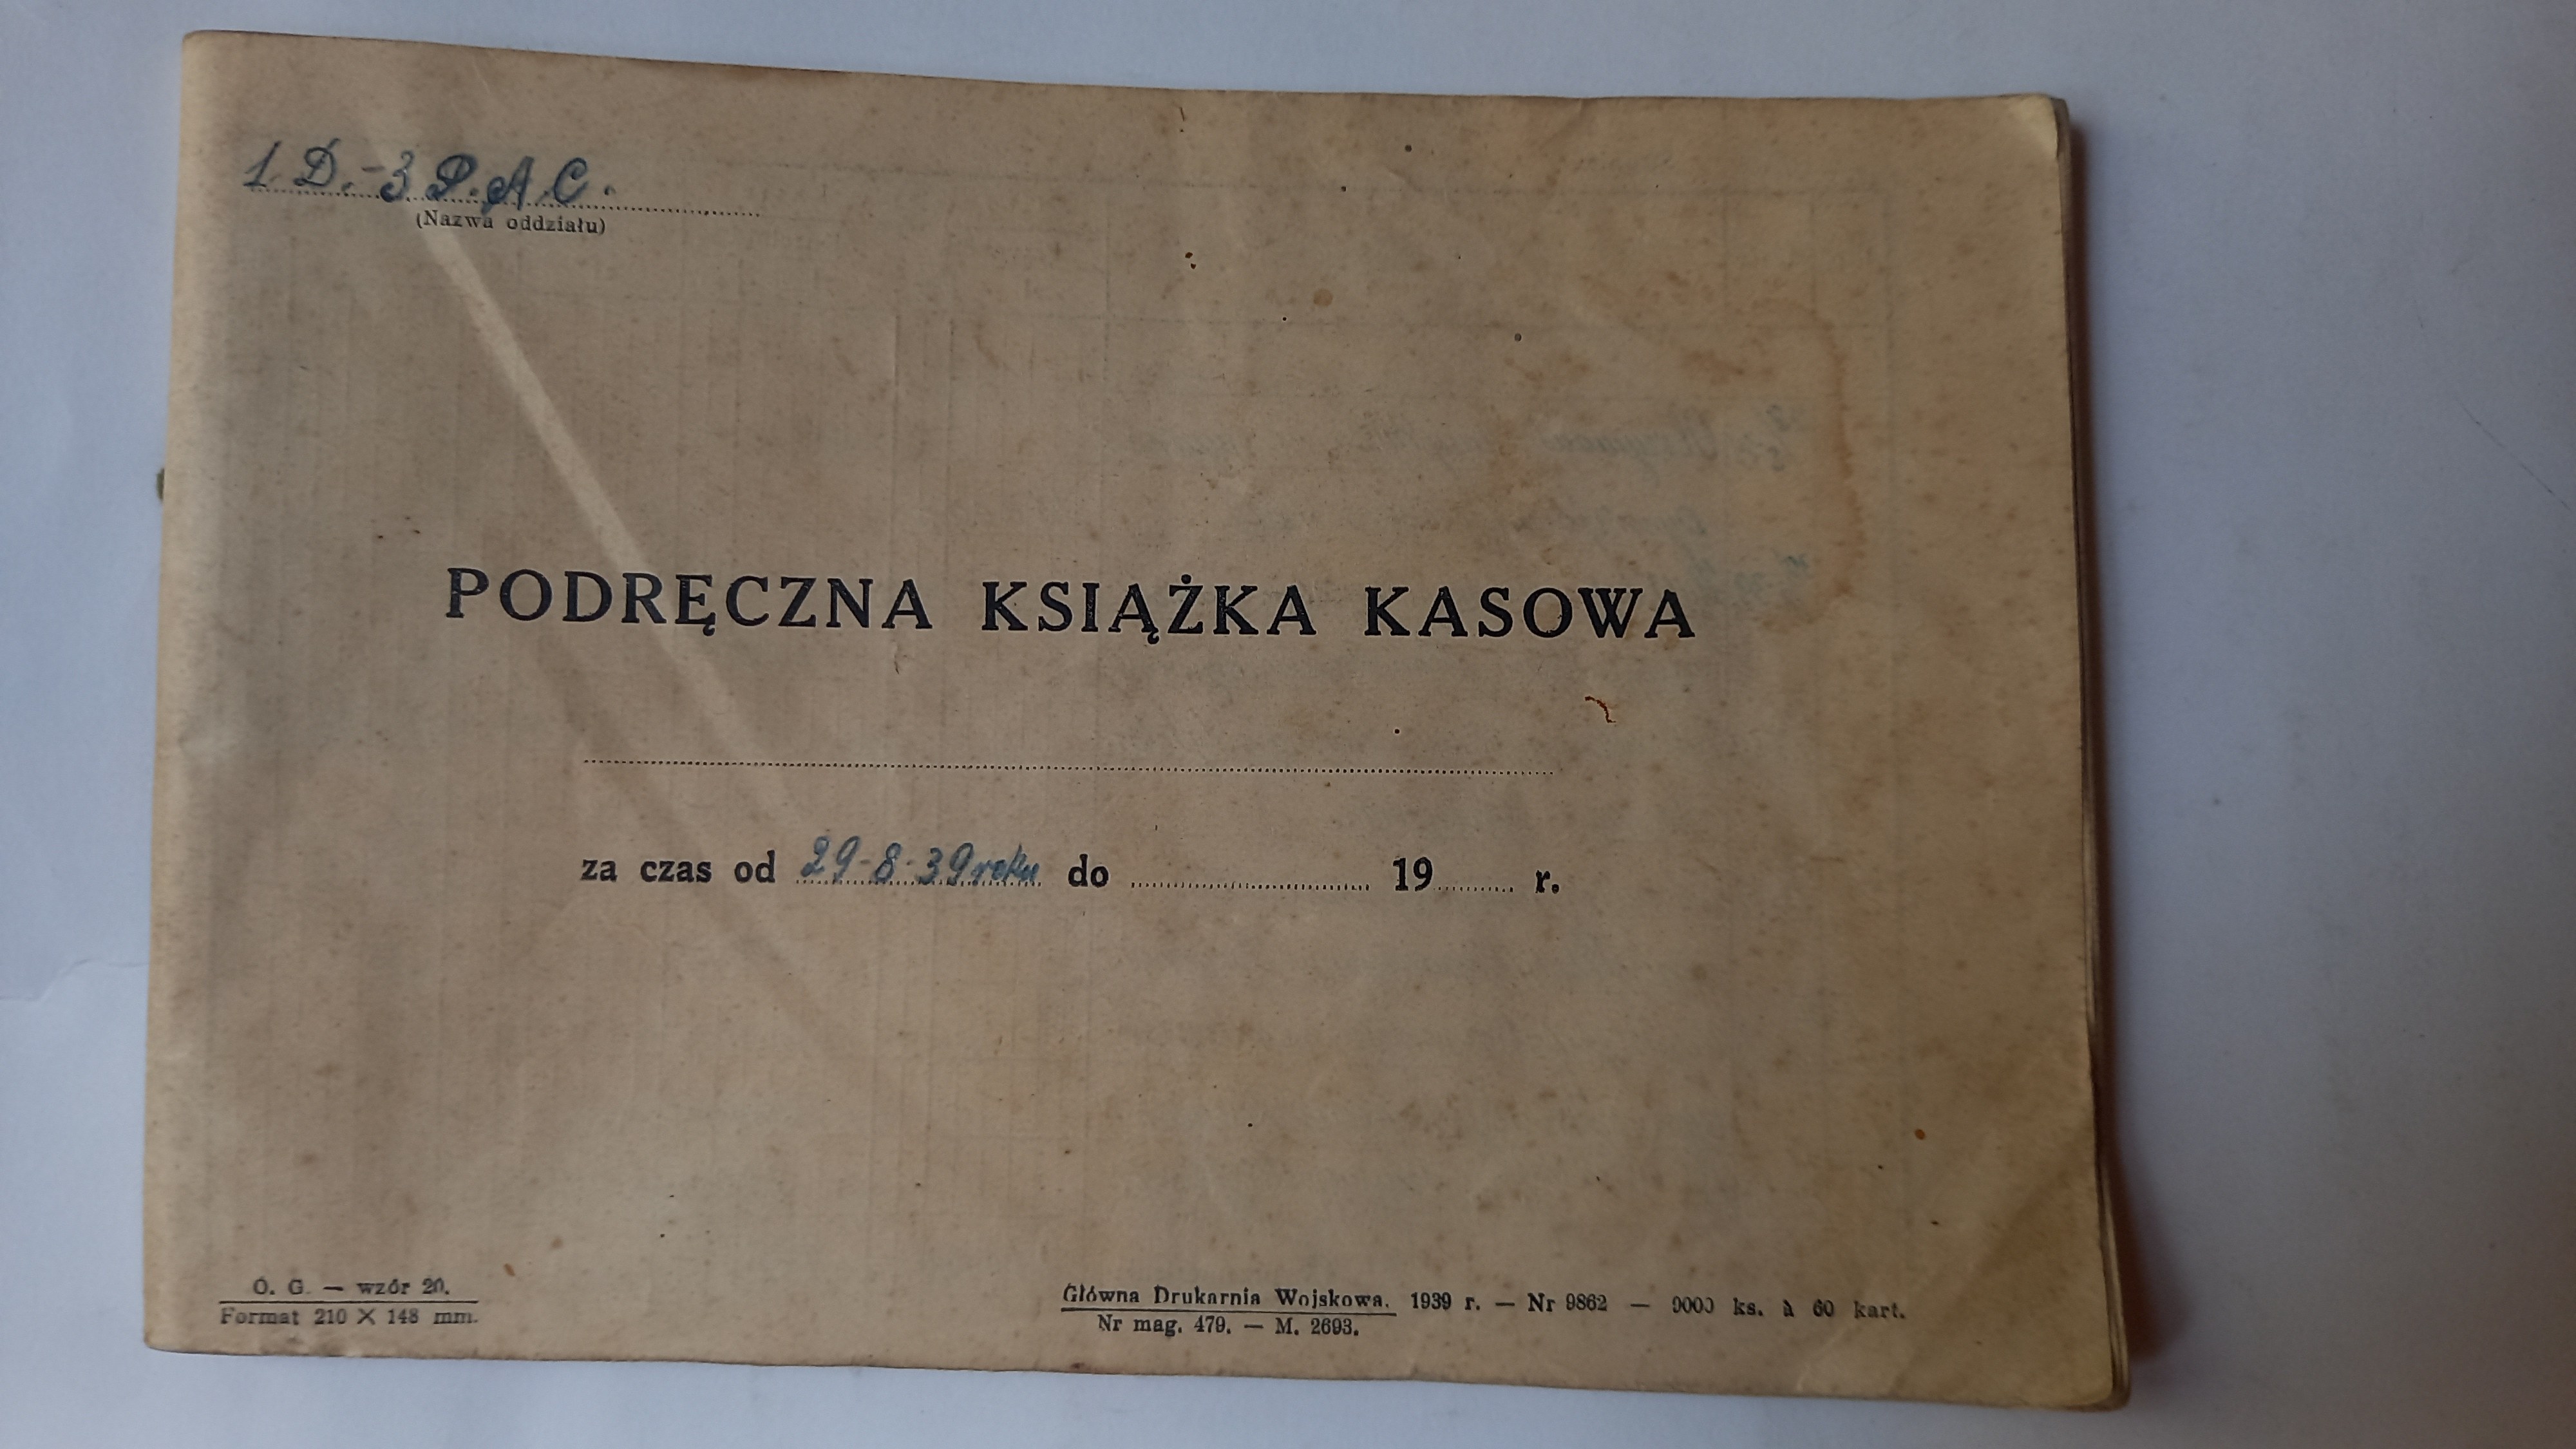 1 D.-3 P.A.C.
(Nazwa oddziału)
PODRĘCZNA KSIĄŻKA KASOWA
za czas od 29-8-39 roku do 19 r.
O. G. — wzór 20.
Format 210 X 148 mm.
Główna Drukarnia Wojskowa. 1939 r. — Nr 9862 — 9000 ks. à 60 kart.
Nr mag. 479. — M. 2693.